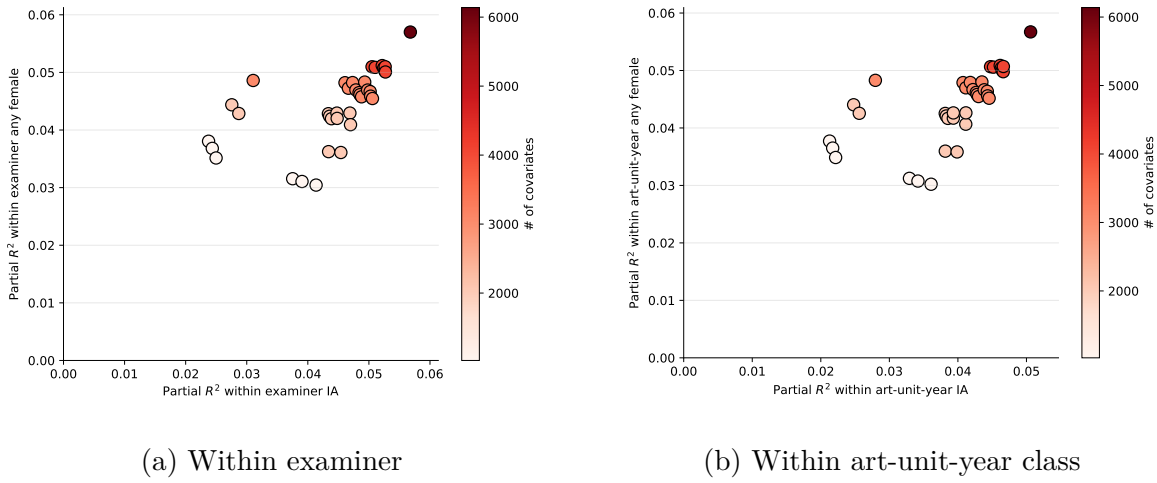 0.06
0.05
0.04
0.03
0.02
0.01
0.00
Partial R² within examiner any female
0.00 0.01 0.02 0.03 0.04 0.05 0.06
Partial R² within examiner IA
6000
5000
4000
3000
2000
# of covariates
(a) Within examiner
0.06
0.05
0.04
0.03
0.02
0.01
0.00
Partial R² within art-unit-year any female
0.00 0.01 0.02 0.03 0.04 0.05
Partial R² within art-unit-year IA
6000
5000
4000
3000
2000
# of covariates
(b) Within art-unit-year class